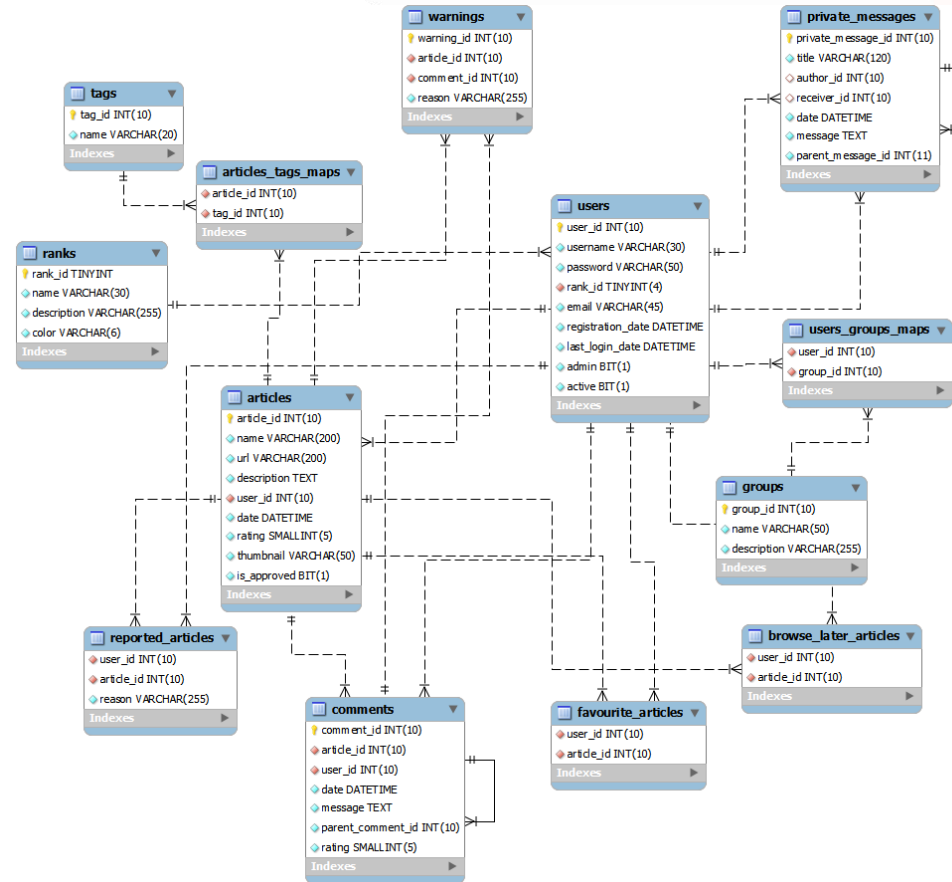 warnings
warning_id INT(10)
article_id INT(10)
comment_id INT(10)
reason VARCHAR(255)
Indexes
private_messages
private_message_id INT(10)
title VARCHAR(120)
author_id INT(10)
receiver_id INT(10)
date DATETIME
message TEXT
parent_message_id INT(11)
Indexes
tags
tag_id INT(10)
name VARCHAR(20)
Indexes
articles_tags_maps
article_id INT(10)
tag_id INT(10)
Indexes
users
user_id INT(10)
username VARCHAR(30)
password VARCHAR(50)
rank_id TINYINT(4)
email VARCHAR(45)
registration_date DATETIME
last_login_date DATETIME
admin BIT(1)
active BIT(1)
Indexes
ranks
rank_id TINYINT
name VARCHAR(30)
description VARCHAR(255)
color VARCHAR(6)
Indexes
users_groups_maps
user_id INT(10)
group_id INT(10)
Indexes
articles
article_id INT(10)
name VARCHAR(200)
url VARCHAR(200)
description TEXT
user_id INT(10)
date DATETIME
rating SMALLINT(5)
thumbnail VARCHAR(50)
is_approved BIT(1)
Indexes
groups
group_id INT(10)
name VARCHAR(50)
description VARCHAR(255)
Indexes
reported_articles
user_id INT(10)
article_id INT(10)
reason VARCHAR(255)
Indexes
browse_later_articles
user_id INT(10)
article_id INT(10)
Indexes
comments
comment_id INT(10)
article_id INT(10)
user_id INT(10)
date DATETIME
message TEXT
parent_comment_id INT(10)
rating SMALLINT(5)
Indexes
favourite_articles
user_id INT(10)
article_id INT(10)
Indexes